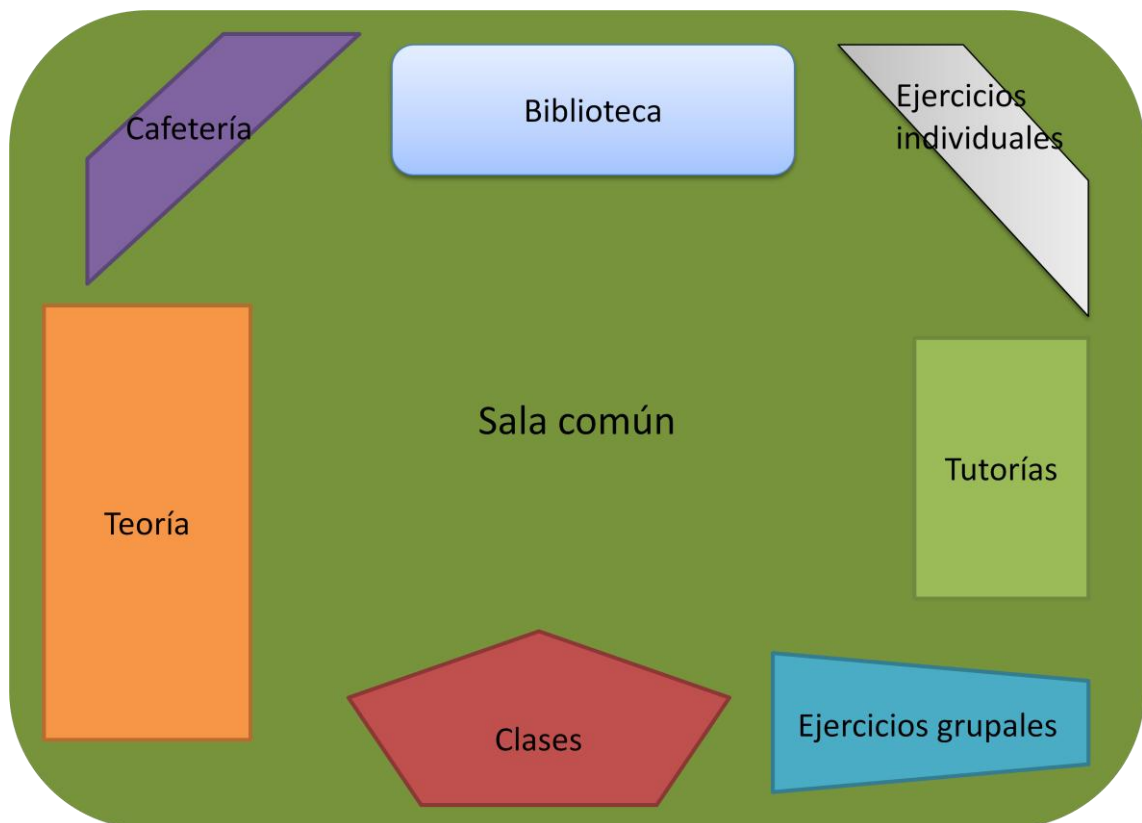 Cafetería
Biblioteca
Ejercicios
individuales
Sala común
Tutorías
Teoría
Clases
Ejercicios grupales